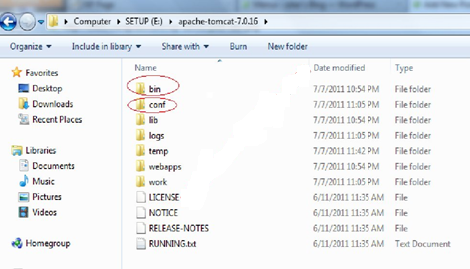 Computer ▸ SETUP (E:) ▸ apache-tomcat-7.0.16 ▸
Organize Include in library Share with Burn New folder
Name Date modified Type
Favorites
Desktop
Downloads
Recent Places
Libraries
Documents
Music
Pictures
Videos
Homegroup
bin 7/7/2011 10:54 PM File folder
conf 7/7/2011 11:05 PM File folder
lib 7/7/2011 10:54 PM File folder
logs 7/7/2011 11:05 PM File folder
temp 7/7/2011 11:42 PM File folder
webapps 7/7/2011 10:54 PM File folder
work 7/7/2011 11:05 PM File folder
LICENSE 6/11/2011 11:35 AM File
NOTICE 6/11/2011 11:35 AM File
RELEASE-NOTES 6/11/2011 11:35 AM File
RUNNING.txt 6/11/2011 11:35 AM Text Document